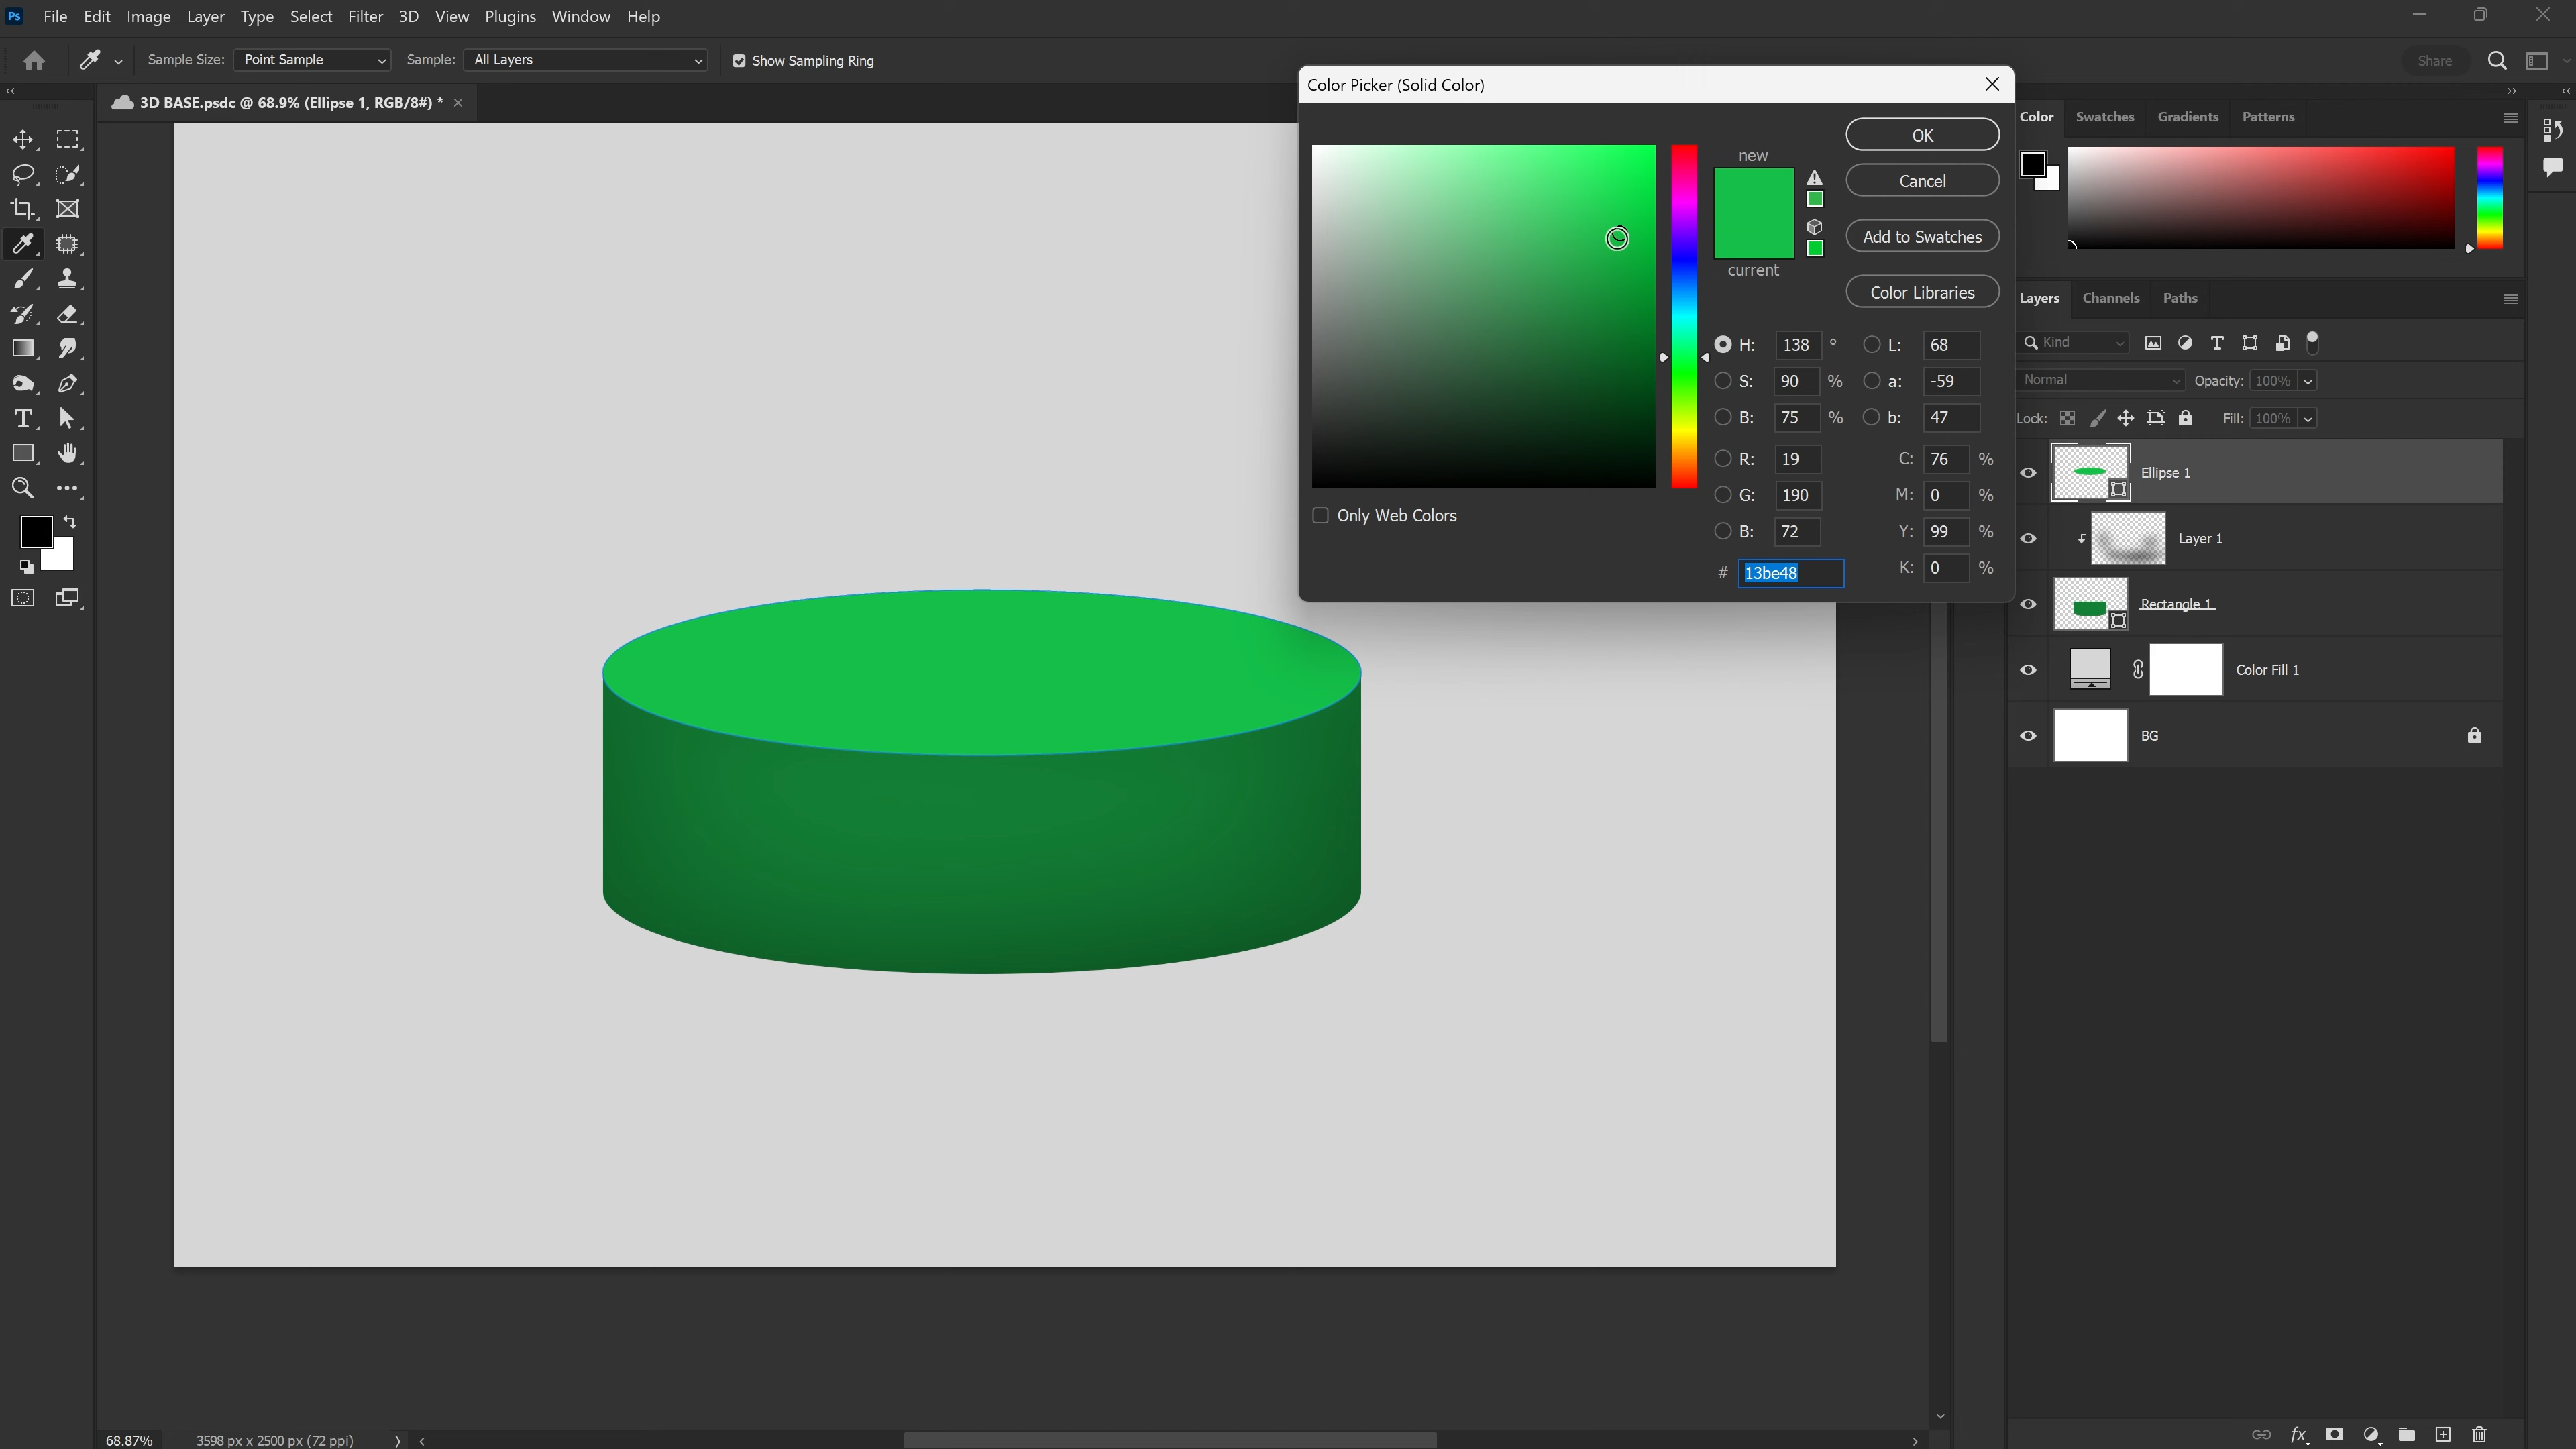 Ps File Edit Image Layer Type Select Filter 3D View Plugins Window Help
Sample Size: Point Sample Sample: All Layers Show Sampling Ring Share
3D BASE.psdc @ 68.9% (Ellipse 1, RGB/8#) *
Color Picker (Solid Color)
new
current
OK
Cancel
Add to Swatches
Color Libraries
H: 138 ° L: 68
S: 90 % a: -59
B: 75 % b: 47
R: 19 C: 76 %
G: 190 M: 0 %
B: 72 Y: 99 %
# 13be48 K: 0 %
Only Web Colors
Color Swatches Gradients Patterns
Layers Channels Paths
Kind
Normal Opacity: 100%
Lock: Fill: 100%
Ellipse 1
Layer 1
Rectangle 1
Color Fill 1
BG
T
fx
68.87% 3598 px x 2500 px (72 ppi)